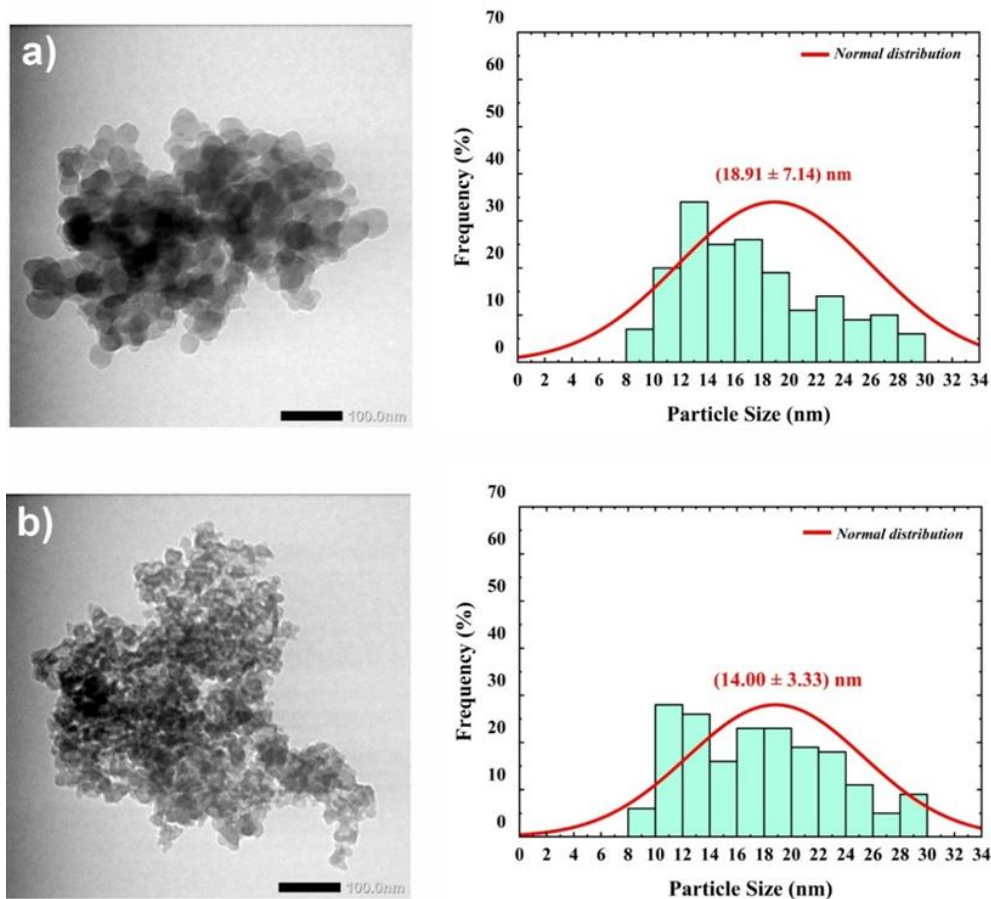 a)
100.0nm
70
60
50
40
30
20
10
0
Frequency (%)
Normal distribution
(18.91 ± 7.14) nm
0 2 4 6 8 10 12 14 16 18 20 22 24 26 28 30 32 34
Particle Size (nm)
b)
100.0nm
70
60
50
40
30
20
10
0
Frequency (%)
Normal distribution
(14.00 ± 3.33) nm
0 2 4 6 8 10 12 14 16 18 20 22 24 26 28 30 32 34
Particle Size (nm)